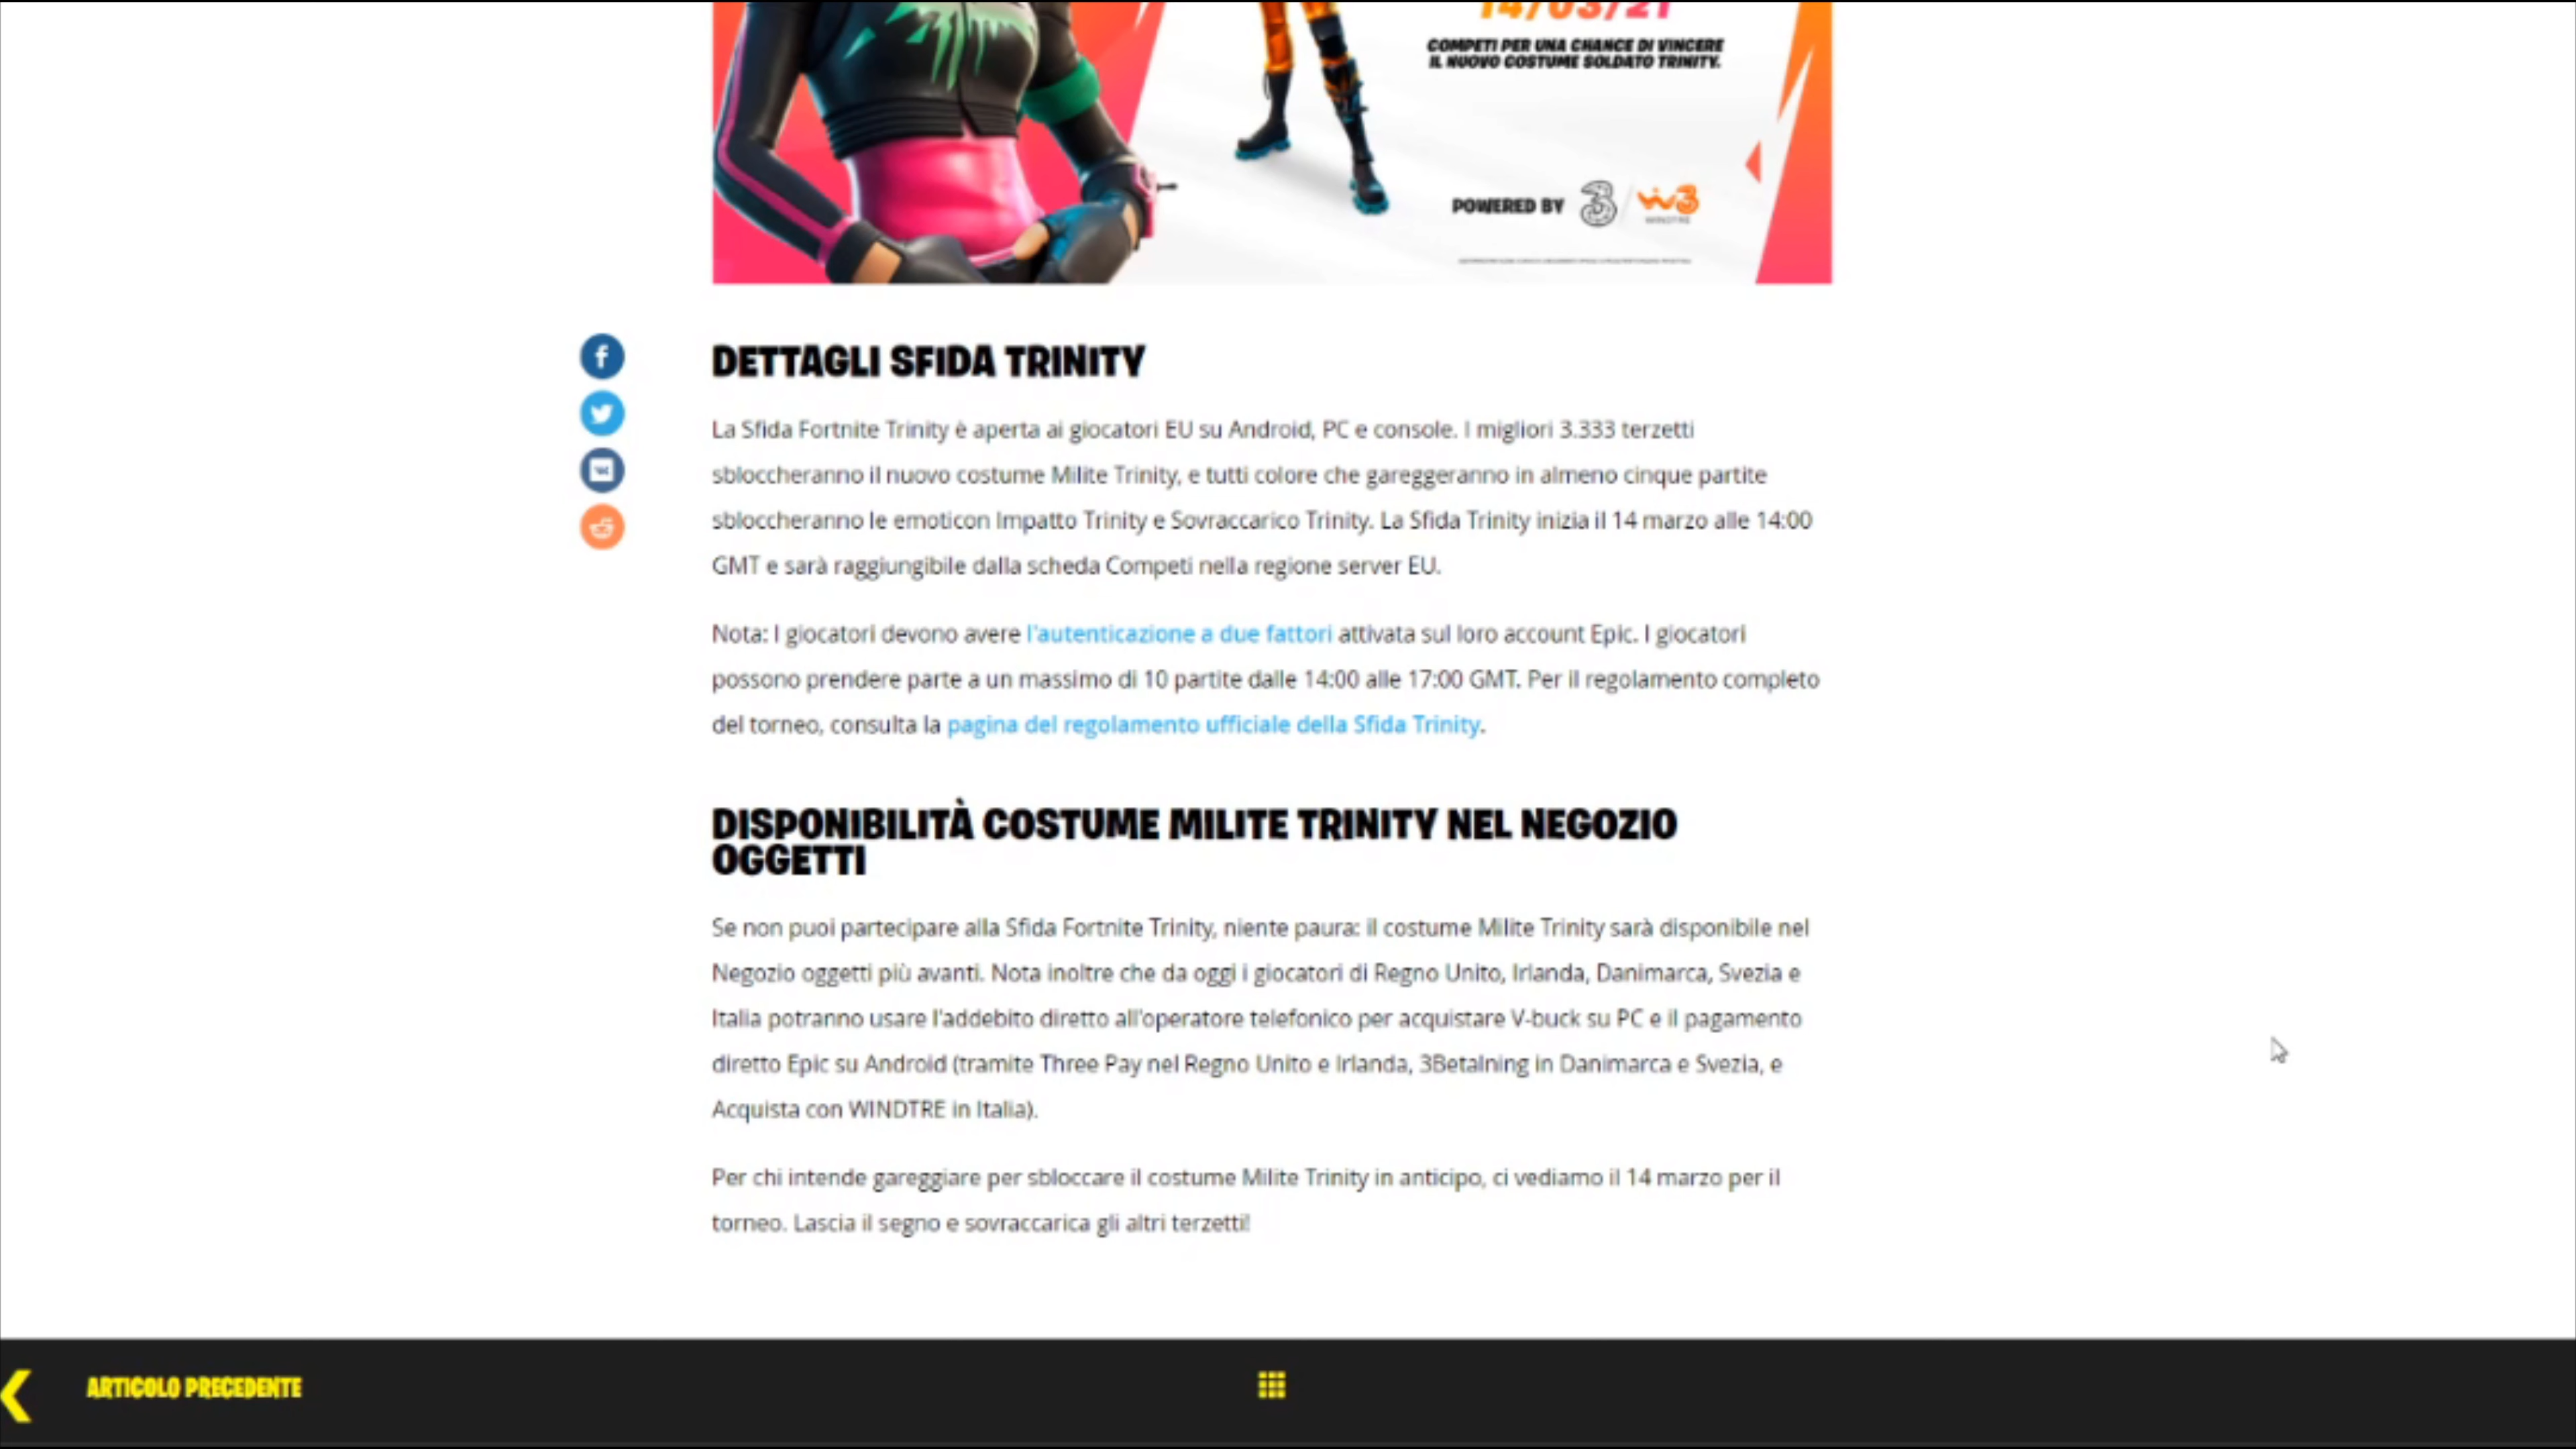 14/03/21
COMPETI PER UNA CHANCE DI VINCERE
IL NUOVO COSTUME SOLDATO TRINITY.
POWERED BY 3 W3
WINDTRE
DETTAGLI SFIDA TRINITY
La Sfida Fortnite Trinity è aperta ai giocatori EU su Android, PC e console. I migliori 3.333 terzetti
sbloccheranno il nuovo costume Milite Trinity, e tutti colore che gareggeranno in almeno cinque partite
sbloccheranno le emoticon Impatto Trinity e Sovraccarico Trinity. La Sfida Trinity inizia il 14 marzo alle 14:00
GMT e sarà raggiungibile dalla scheda Competi nella regione server EU.
Nota: I giocatori devono avere l'autenticazione a due fattori attivata sul loro account Epic. I giocatori
possono prendere parte a un massimo di 10 partite dalle 14:00 alle 17:00 GMT. Per il regolamento completo
del torneo, consulta la pagina del regolamento ufficiale della Sfida Trinity.
DISPONIBILITÀ COSTUME MILITE TRINITY NEL NEGOZIO
OGGETTI
Se non puoi partecipare alla Sfida Fortnite Trinity, niente paura: il costume Milite Trinity sarà disponibile nel
Negozio oggetti più avanti. Nota inoltre che da oggi i giocatori di Regno Unito, Irlanda, Danimarca, Svezia e
Italia potranno usare l'addebito diretto all'operatore telefonico per acquistare V-buck su PC e il pagamento
diretto Epic su Android (tramite Three Pay nel Regno Unito e Irlanda, 3Betalning in Danimarca e Svezia, e
Acquista con WINDTRE in Italia).
Per chi intende gareggiare per sbloccare il costume Milite Trinity in anticipo, ci vediamo il 14 marzo per il
torneo. Lascia il segno e sovraccarica gli altri terzetti!
ARTICOLO PRECEDENTE